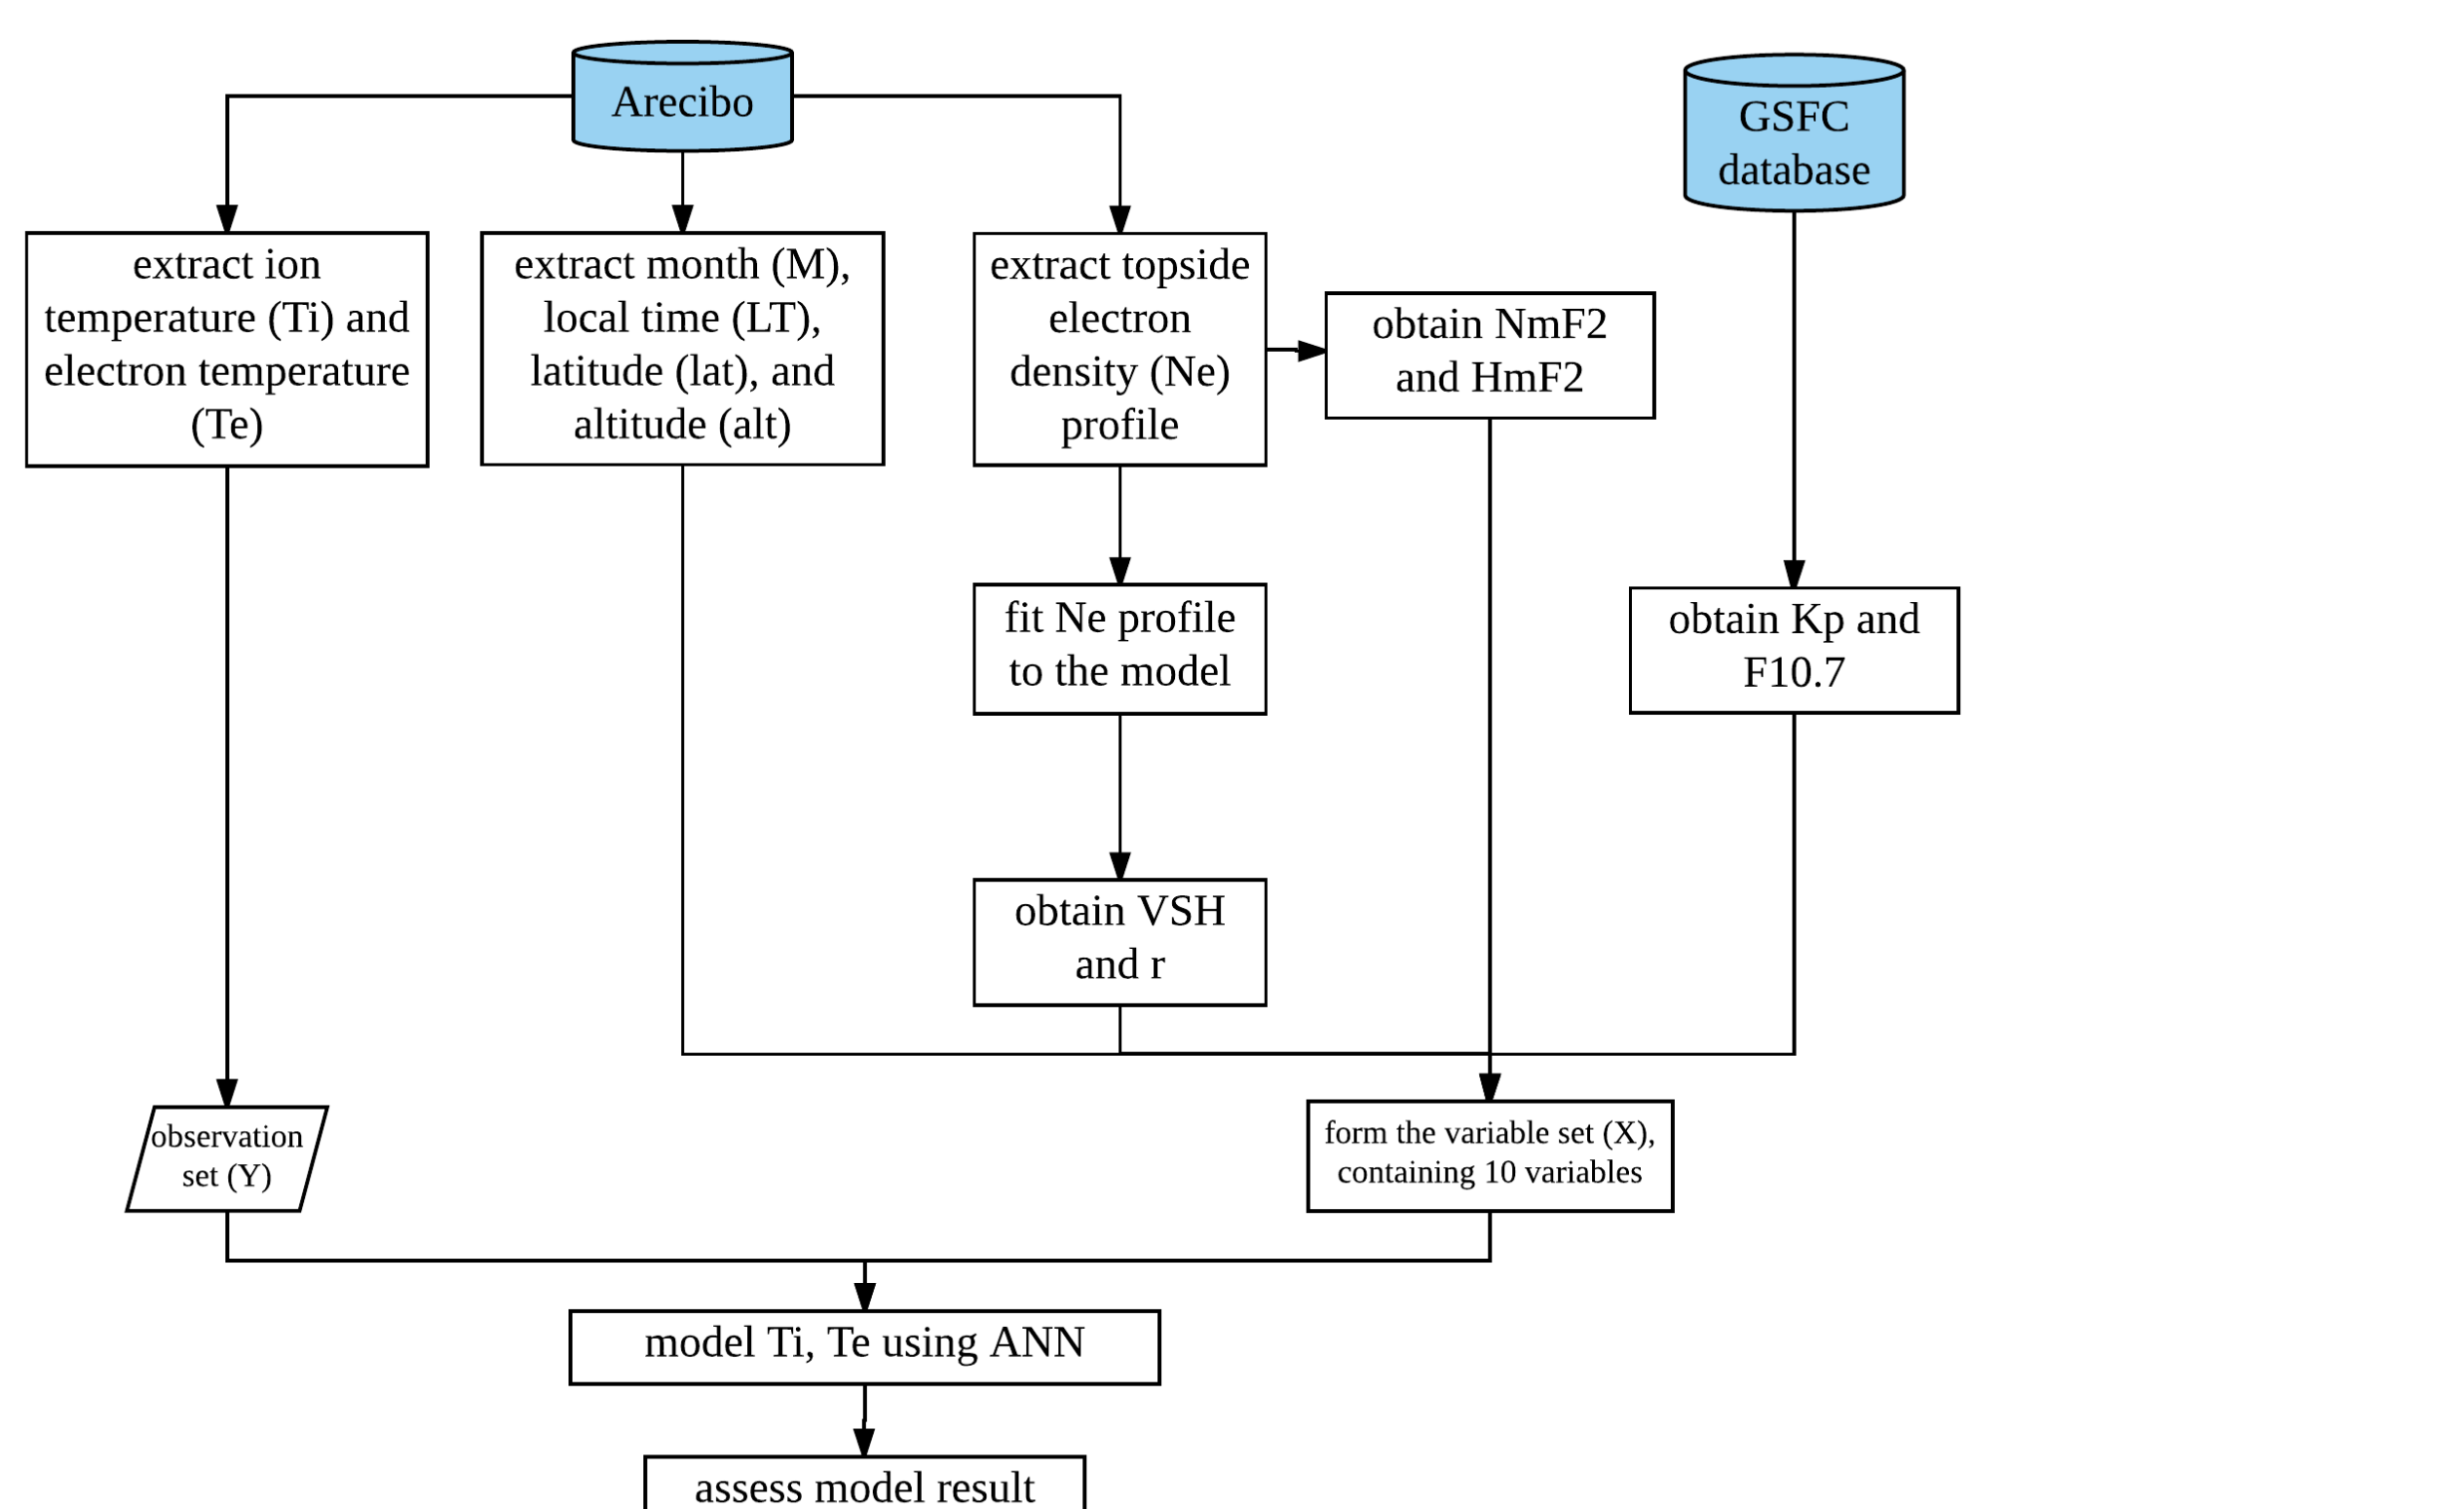 Arecibo
GSFC
database
extract ion
temperature (Ti) and
electron temperature
(Te)
extract month (M),
local time (LT),
latitude (lat), and
altitude (alt)
extract topside
electron
density (Ne)
profile
obtain NmF2
and HmF2
fit Ne profile
to the model
obtain Kp and
F10.7
obtain VSH
and r
observation
set (Y)
form the variable set (X),
containing 10 variables
model Ti, Te using ANN
assess model result